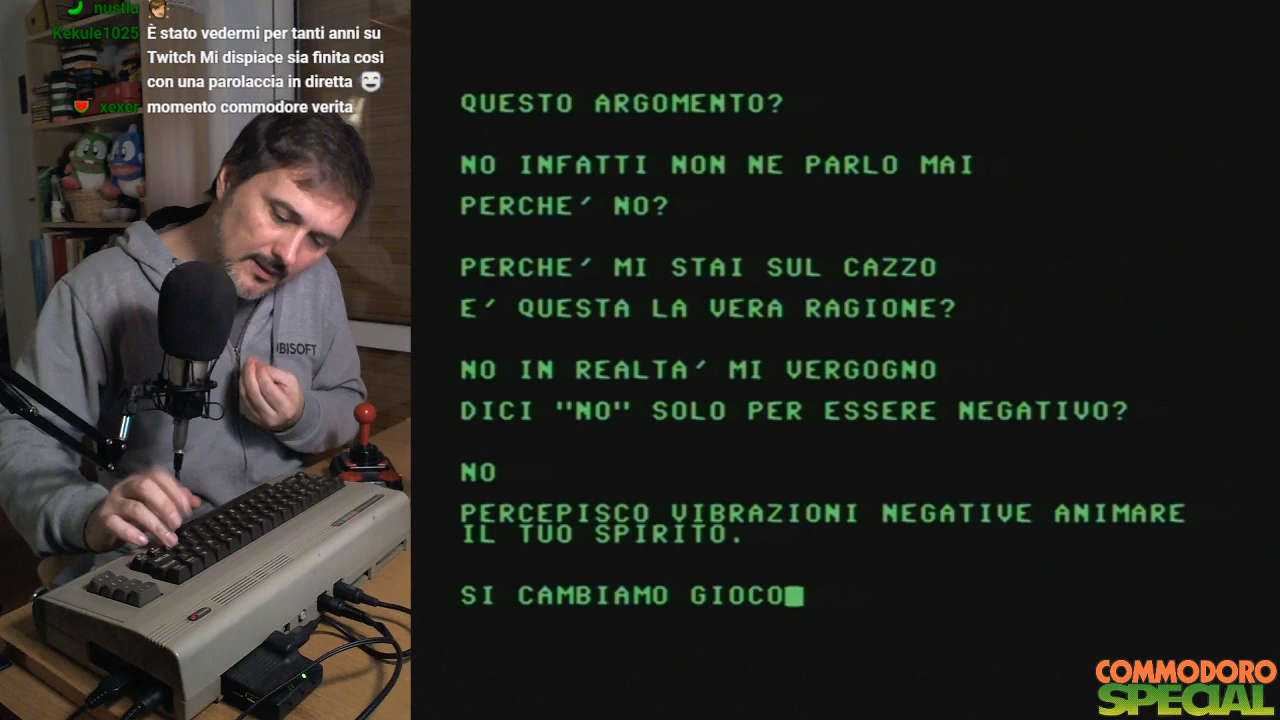 nustlu
Kekule1025 È stato vedermi per tanti anni su
Twitch Mi dispiace sia finita così
con una parolaccia in diretta
xexer momento commodore verita
UBISOFT
QUESTO ARGOMENTO?
NO INFATTI NON NE PARLO MAI
PERCHE´ NO?
PERCHE´ MI STAI SUL CAZZO
E´ QUESTA LA VERA RAGIONE?
NO IN REALTA´ MI VERGOGNO
DICI "NO" SOLO PER ESSERE NEGATIVO?
NO
PERCEPISCO VIBRAZIONI NEGATIVE ANIMARE
IL TUO SPIRITO.
SI CAMBIAMO GIOCO
COMMODORO
SPECIAL